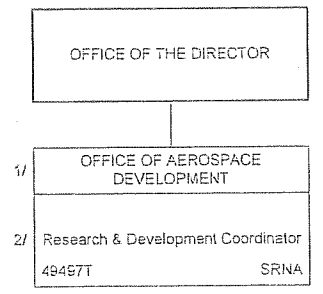 OFFICE OF THE DIRECTOR
1/ OFFICE OF AEROSPACE
DEVELOPMENT
2/ Research & Development Coordinator
49497T SRNA